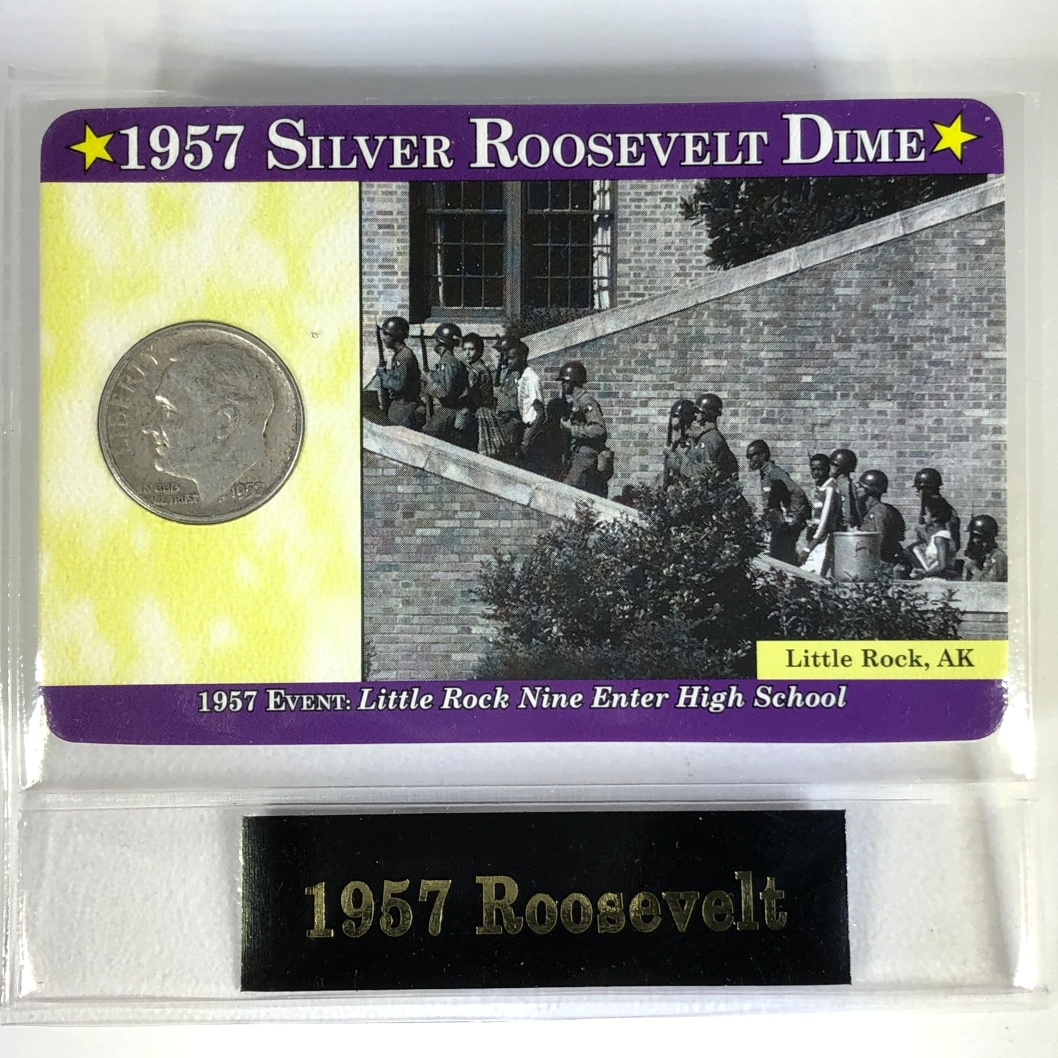 1957 SILVER ROOSEVELT DIME
LIBERTY
IN GOD
WE TRUST
1957
Little Rock, AK
1957 EVENT: Little Rock Nine Enter High School
1957 Roosevelt